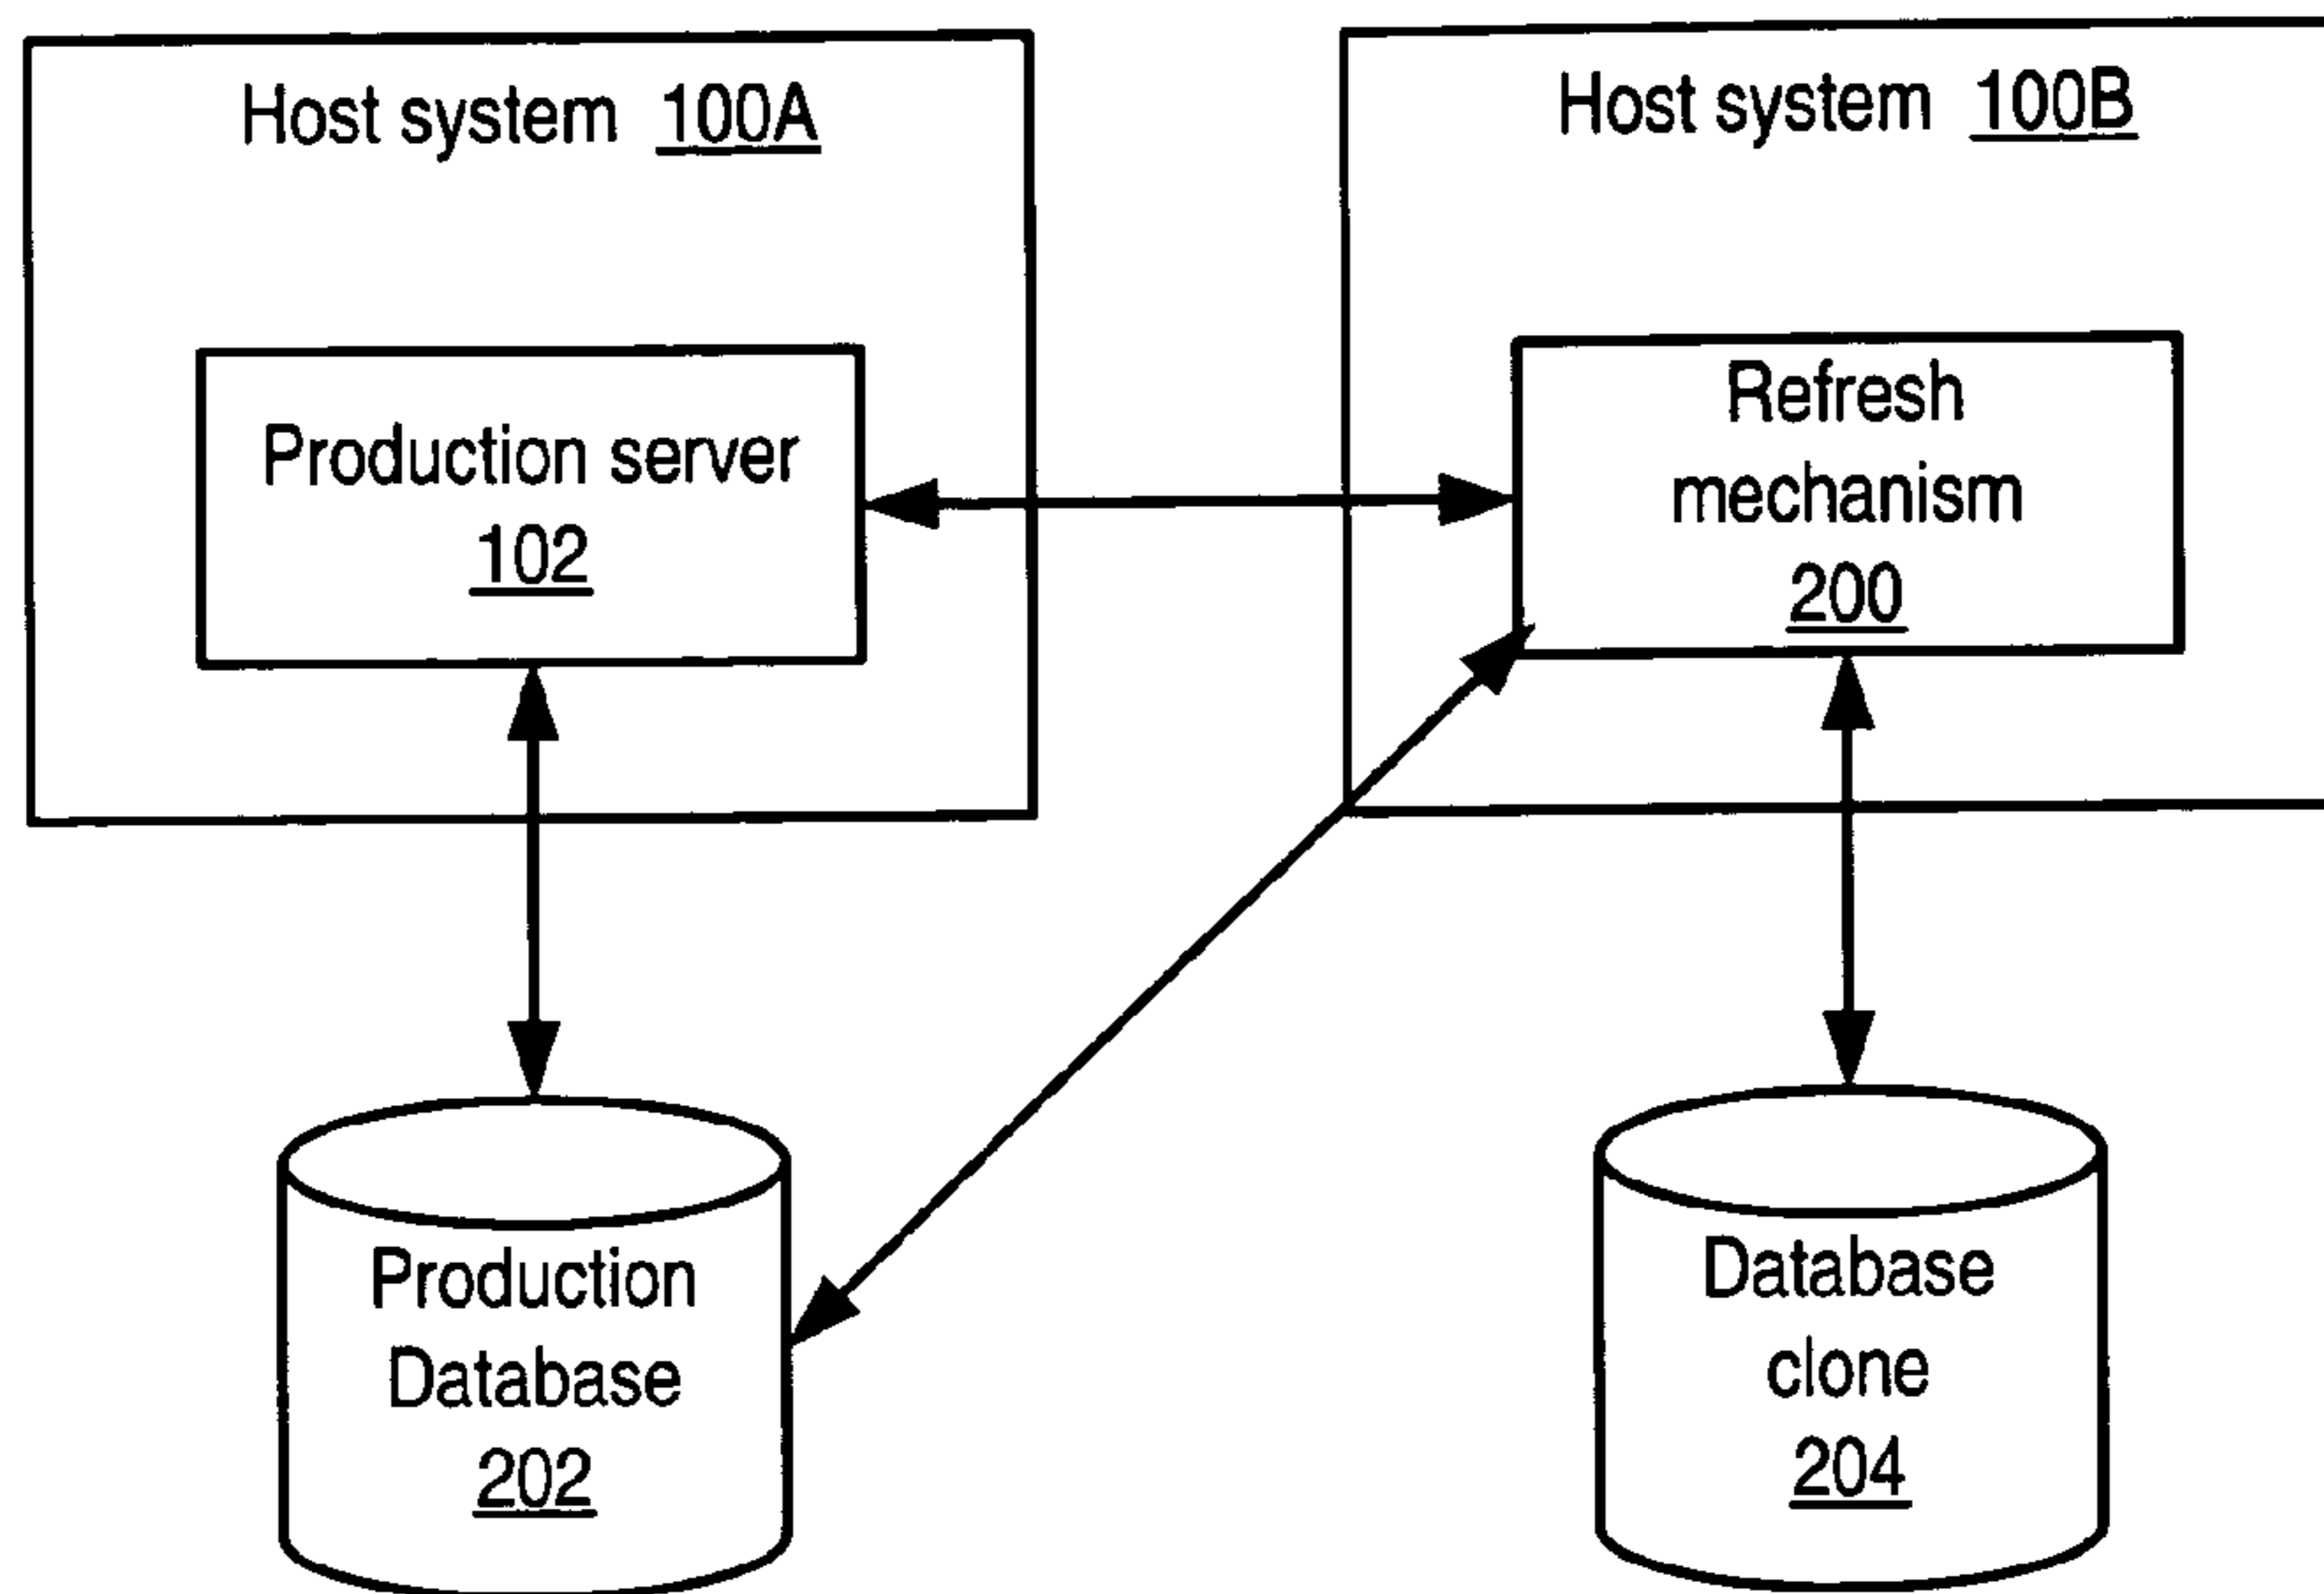 Host system 100A
Host system 100B
Production server
102
Refresh
mechanism
200
Production
Database
202
Database
clone
204